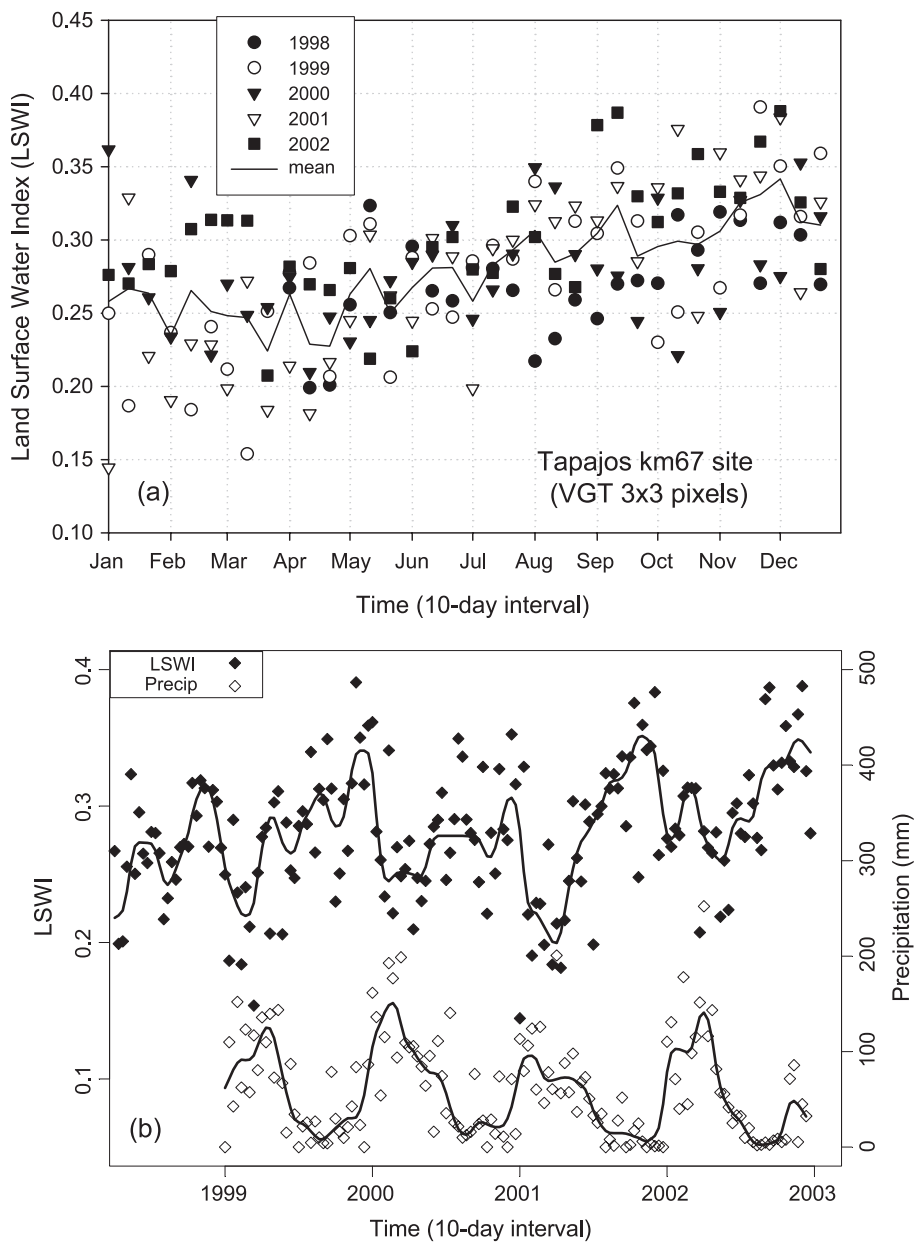 0.45
0.40
0.35
0.30
0.25
0.20
0.15
0.10
Land Surface Water Index (LSWI)
1998
1999
2000
2001
2002
mean
(a)
Tapajos km67 site
(VGT 3x3 pixels)
Jan Feb Mar Apr May Jun Jul Aug Sep Oct Nov Dec
Time (10-day interval)
LSWI
Precip
0.4
0.3
0.2
0.1
LSWI
500
400
300
200
100
0
Precipitation (mm)
(b)
1999 2000 2001 2002 2003
Time (10-day interval)